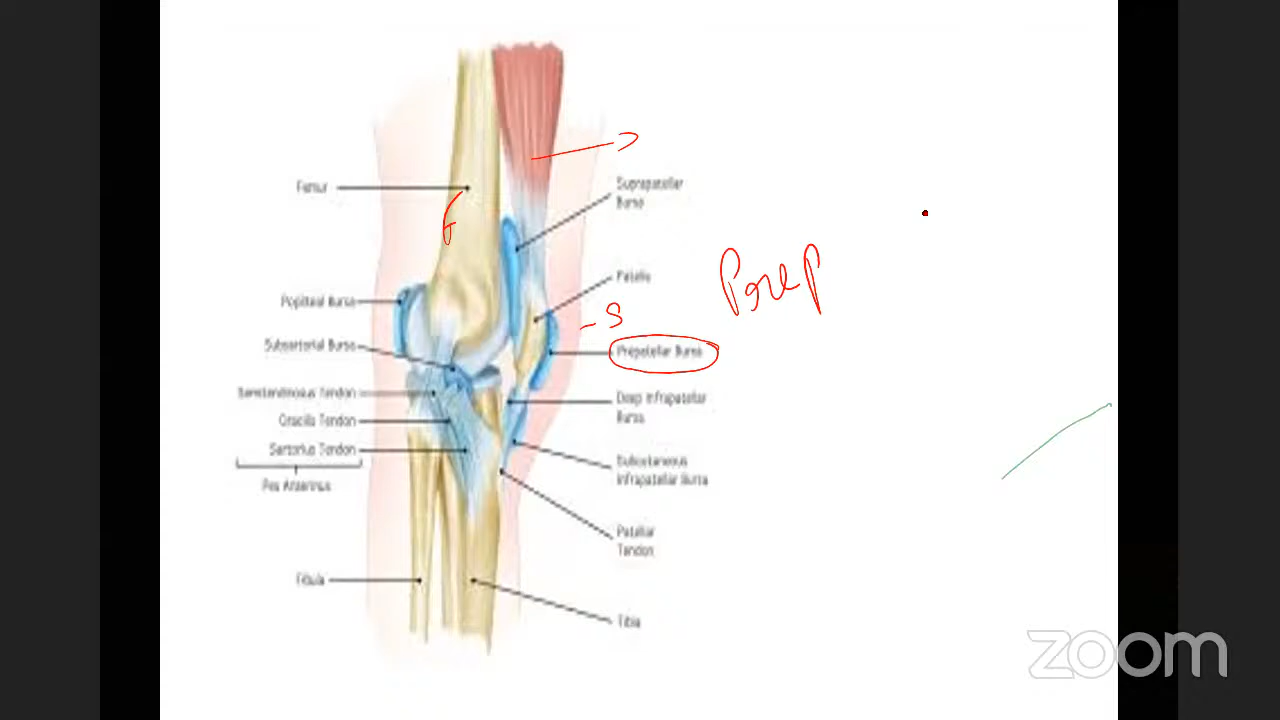 Femur
Suprapatellar
Bursa
Patella
Popliteal Bursa
Prep
- S
Subsartorial Bursa
Prepatellar Bursa
Semitendinosus Tendon
Deep Infrapatellar
Bursa
Gracilis Tendon
Sartorius Tendon
Subcutaneous
Infrapatellar Bursa
Pes Anserinus
Patellar
Tendon
Fibula
Tibia
zoom